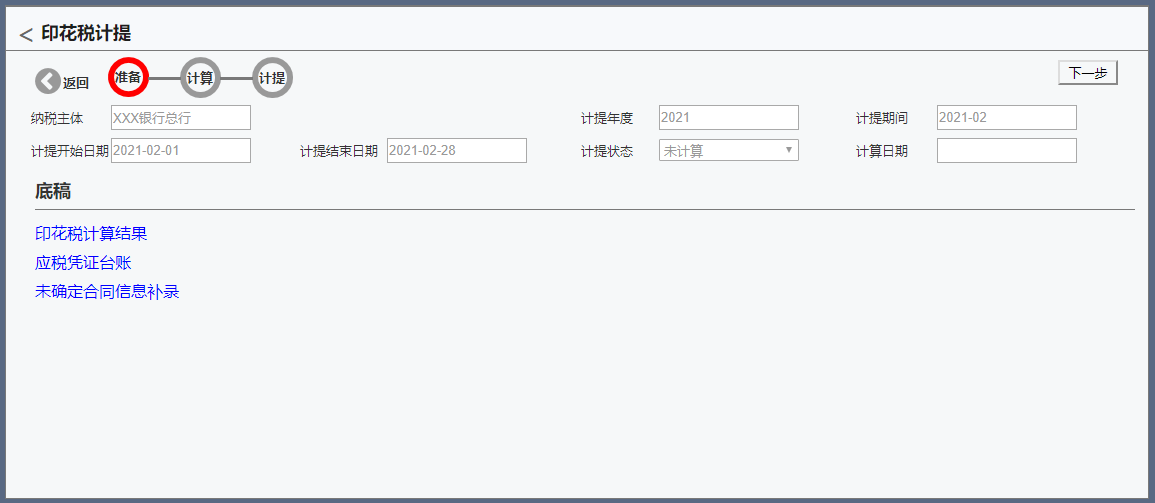 < 印花税计提
返回 准备 计算 计提 下一步
纳税主体 XXX银行总行 计提年度 2021 计提期间 2021-02
计提开始日期 2021-02-01 计提结束日期 2021-02-28 计提状态 未计算 计算日期
底稿
印花税计算结果
应税凭证台账
未确定合同信息补录